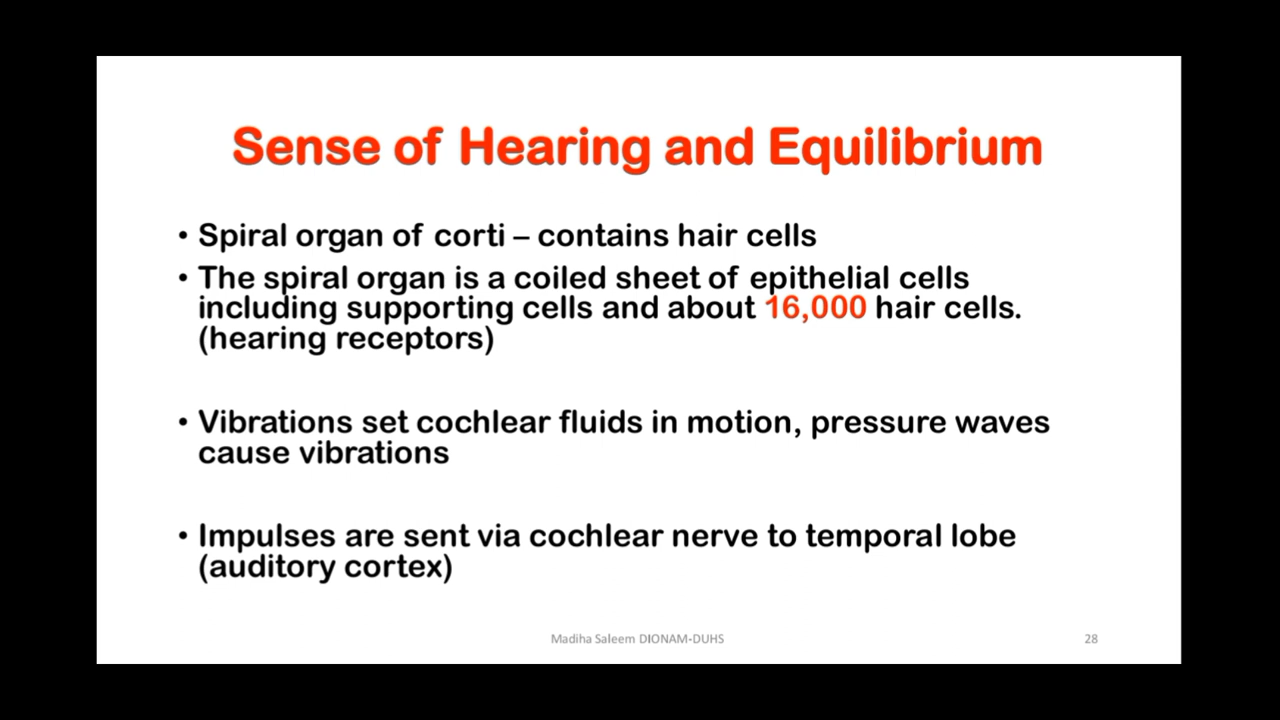 Sense of Hearing and Equilibrium
• Spiral organ of corti – contains hair cells
• The spiral organ is a coiled sheet of epithelial cells
including supporting cells and about 16,000 hair cells.
(hearing receptors)
• Vibrations set cochlear fluids in motion, pressure waves
cause vibrations
• Impulses are sent via cochlear nerve to temporal lobe
(auditory cortex)
Madiha Saleem DIONAM-DUHS
28